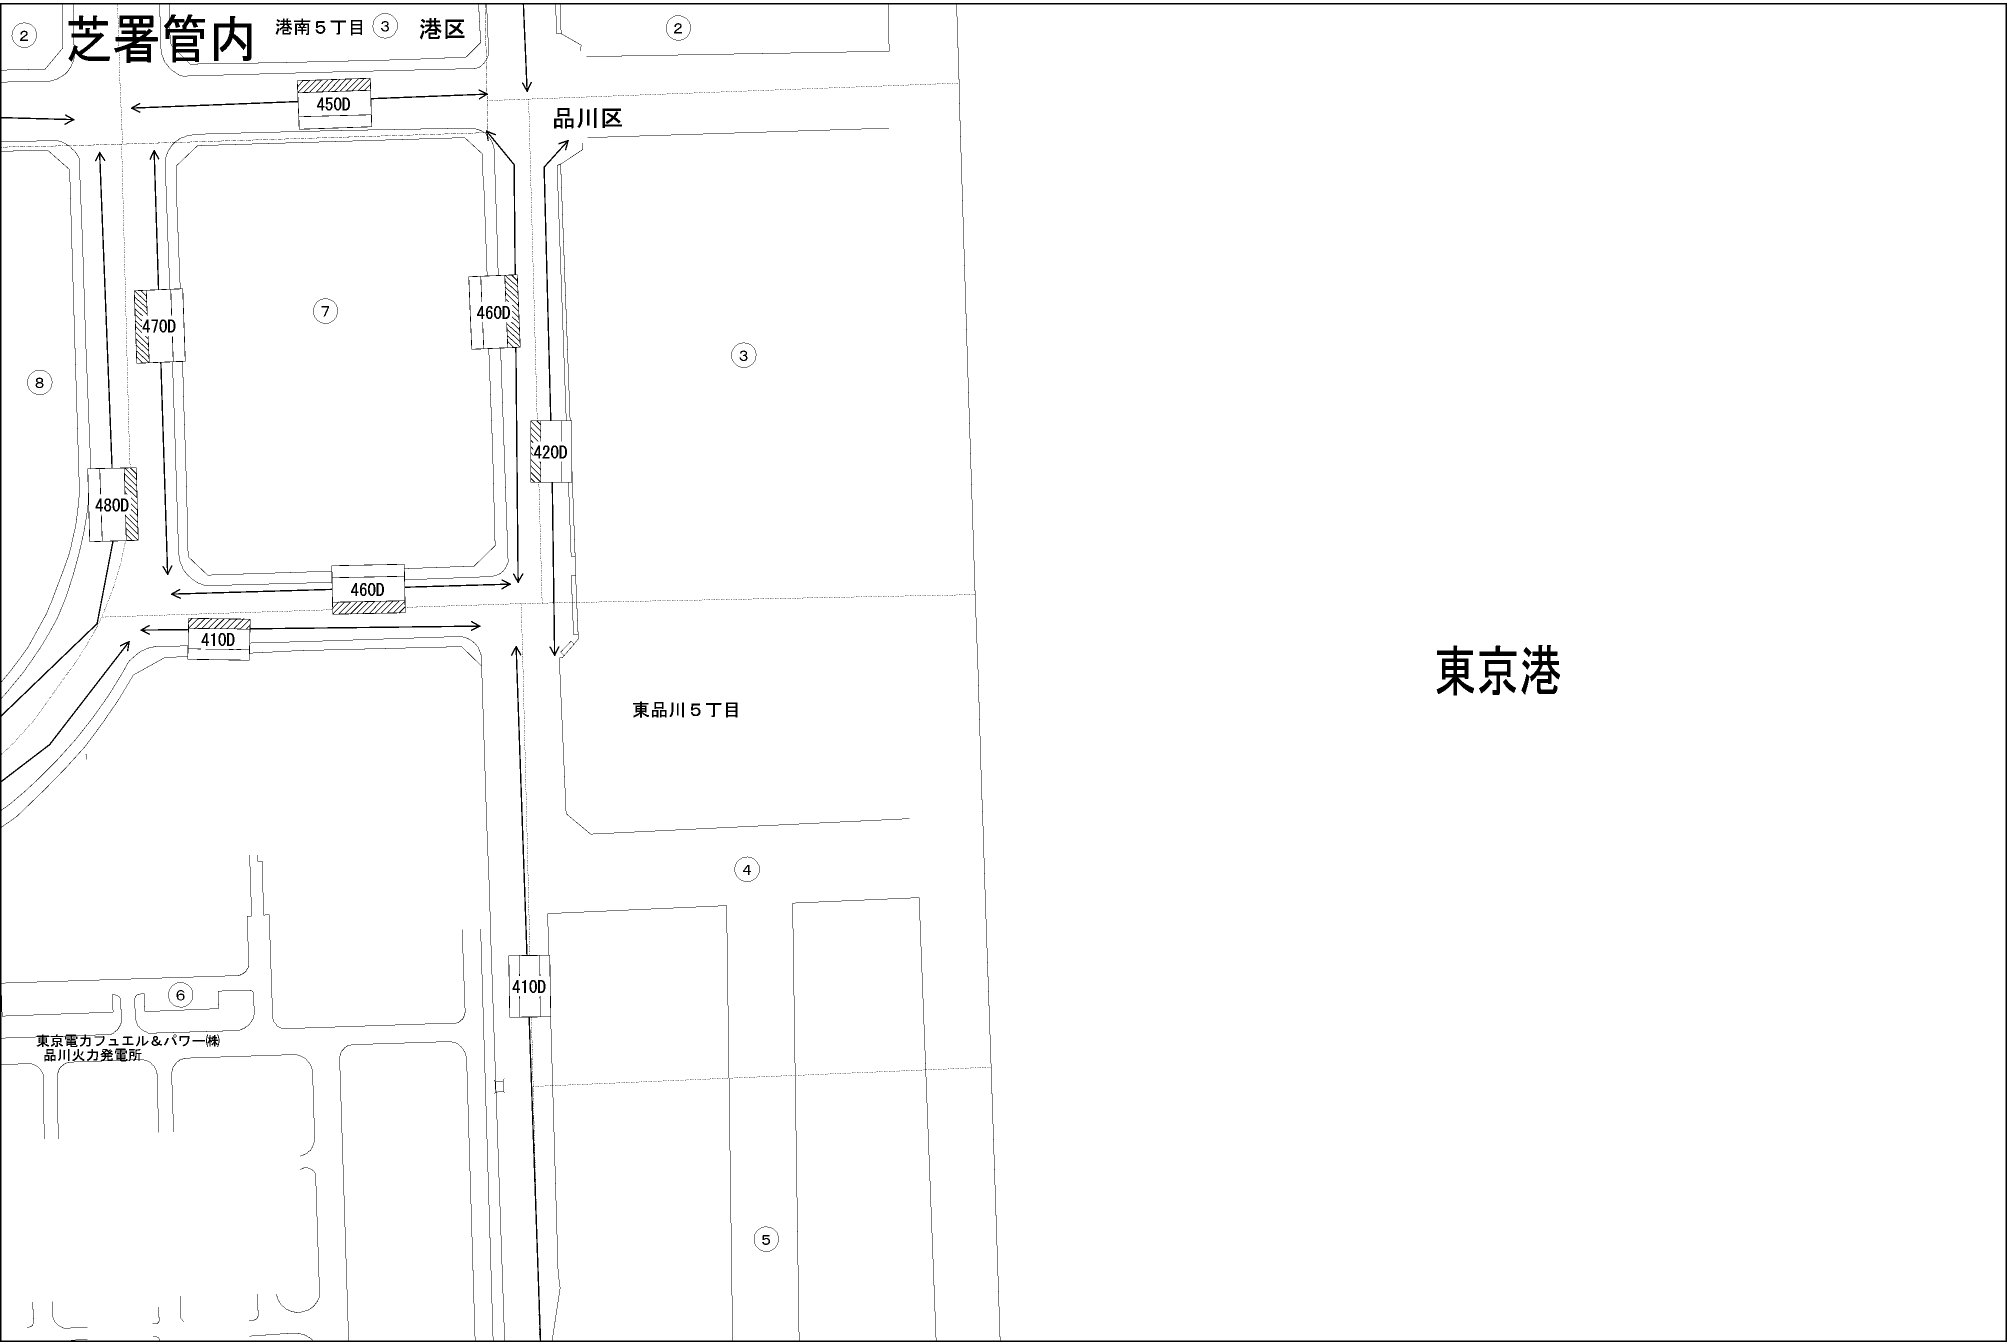 芝署管内
港南５丁目
③
港区
②
②
450D
品川区
⑦
470D
460D
③
⑧
420D
480D
460D
410D
東京港
東品川５丁目
④
410D
⑥
東京電力フュエル＆パワー㈱
品川火力発電所
⑤